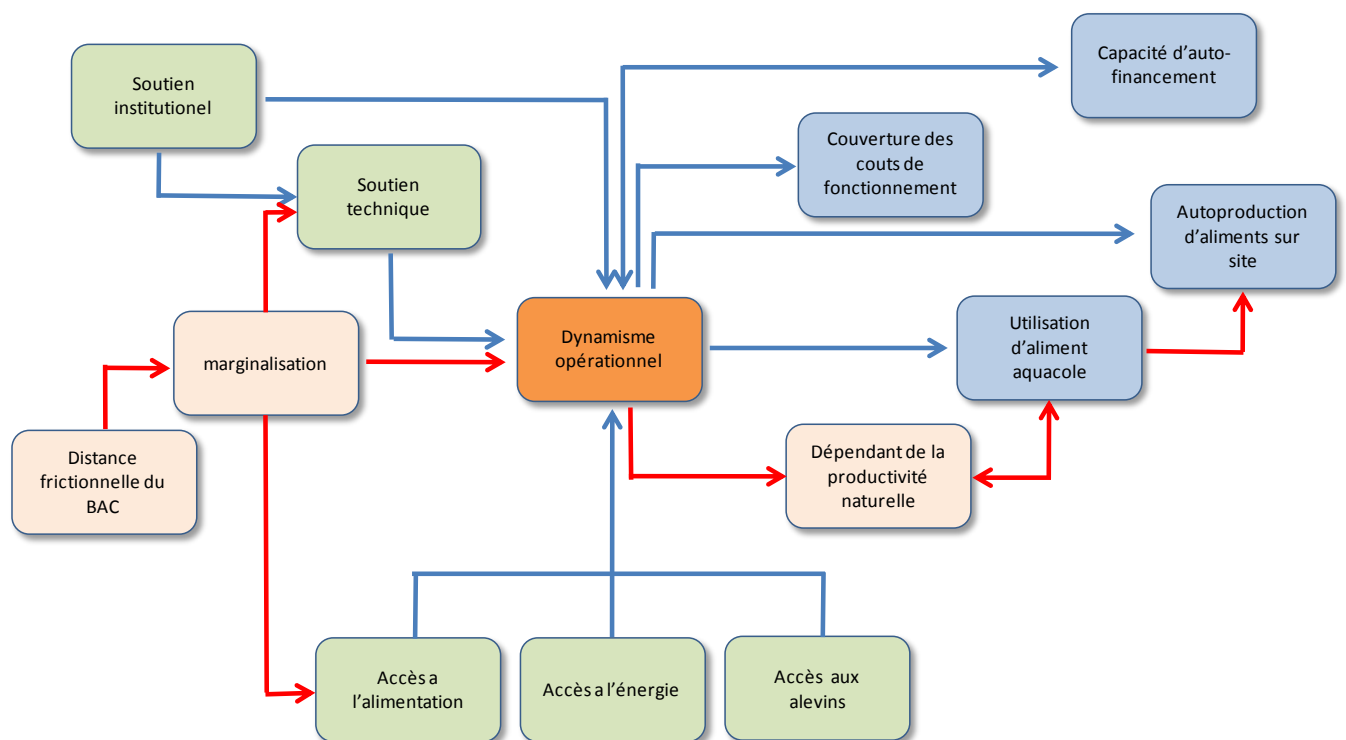 Soutien
institutionel
Capacité d’auto-
financement
Couverture des
couts de
fonctionnement
Soutien
technique
Autoproduction
d’aliments sur
site
marginalisation
Dynamisme
opérationnel
Utilisation
d’aliment
aquacole
Distance
frictionnelle du
BAC
Dépendant de la
productivité
naturelle
Accès a
l’alimentation
Accès a l’énergie
Accès aux
alevins